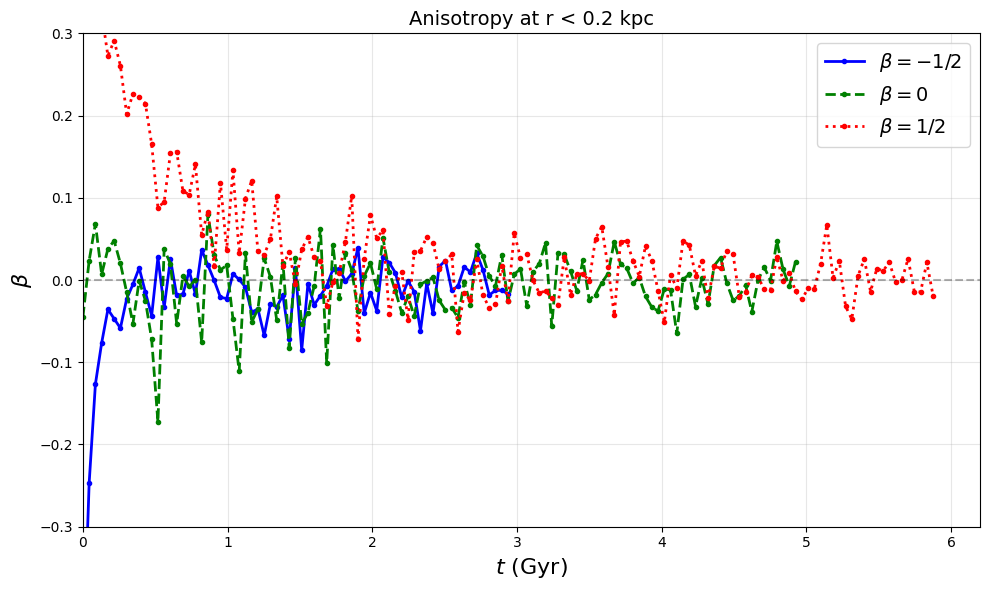 Anisotropy at r < 0.2 kpc
β
0.3
0.2
0.1
0.0
−0.1
−0.2
−0.3
β = −1/2
β = 0
β = 1/2
0 1 2 3 4 5 6
t (Gyr)